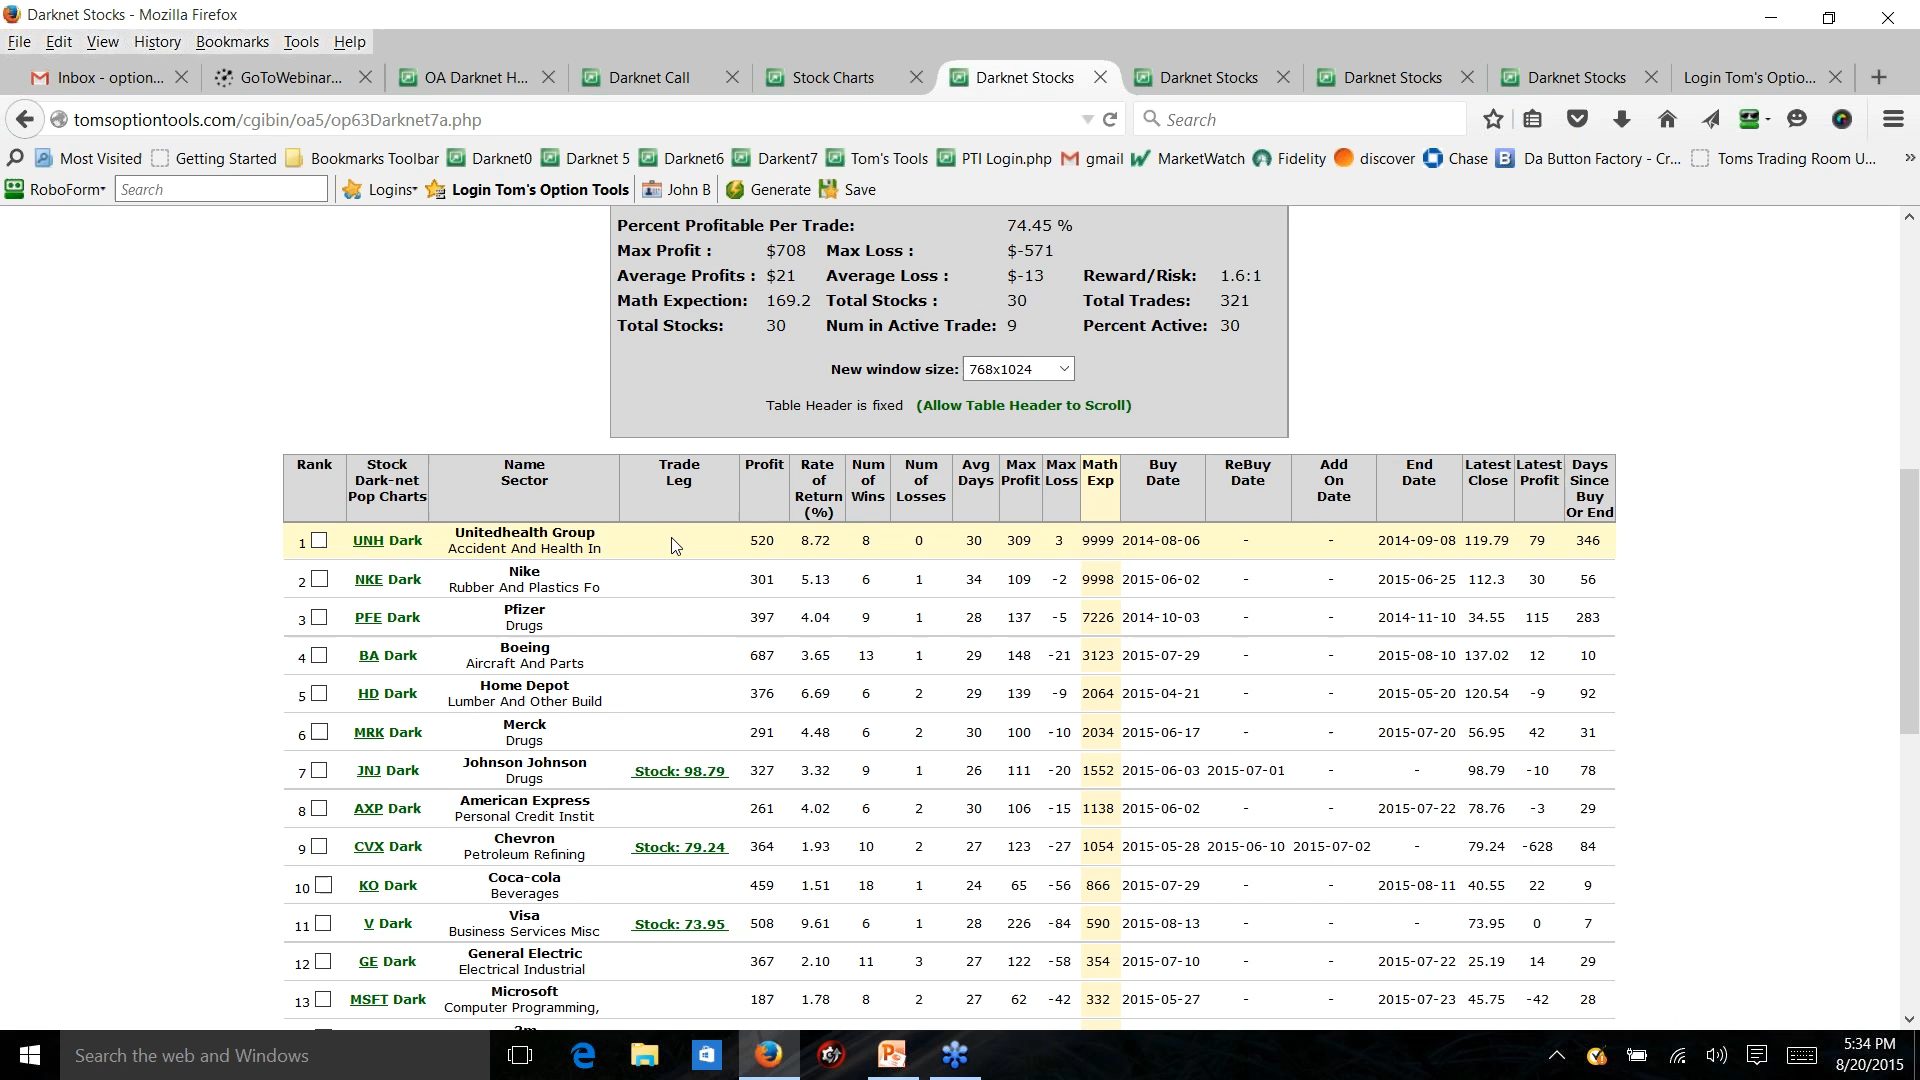 Darknet Stocks - Mozilla Firefox
File Edit View History Bookmarks Tools Help
Inbox - option... GoToWebinar... OA Darknet H... Darknet Call Stock Charts Darknet Stocks Darknet Stocks Darknet Stocks Darknet Stocks Login Tom's Optio...
tomsoptiontools.com/cgibin/oa5/op63Darknet7a.php Search
Most Visited Getting Started Bookmarks Toolbar Darknet0 Darknet 5 Darknet6 Darkent7 Tom's Tools PTI Login.php gmail MarketWatch Fidelity discover Chase Da Button Factory - Cr... Toms Trading Room U... »
RoboForm Search Logins Login Tom's Option Tools John B Generate Save
Percent Profitable Per Trade: 74.45 %
Max Profit : $708 Max Loss : $-571
Average Profits : $21 Average Loss : $-13 Reward/Risk: 1.6:1
Math Expection: 169.2 Total Stocks : 30 Total Trades: 321
Total Stocks: 30 Num in Active Trade: 9 Percent Active: 30
New window size: 768x1024
Table Header is fixed (Allow Table Header to Scroll)
Rank Stock Name Trade Profit Rate Num Num Avg Max Max Math Buy ReBuy Add End Latest Latest Days
Dark-net Sector Leg of of of Days Profit Loss Exp Date Date On Date Close Profit Since
Pop Charts Return Wins Losses Date Buy
(%) Or End
1 UNH Dark Unitedhealth Group 520 8.72 8 0 30 309 3 9999 2014-08-06 - - 2014-09-08 119.79 79 346
Accident And Health In
2 NKE Dark Nike 301 5.13 6 1 34 109 -2 9998 2015-06-02 - - 2015-06-25 112.3 30 56
Rubber And Plastics Fo
3 PFE Dark Pfizer 397 4.04 9 1 28 137 -5 7226 2014-10-03 - - 2014-11-10 34.55 115 283
Drugs
4 BA Dark Boeing 687 3.65 13 1 29 148 -21 3123 2015-07-29 - - 2015-08-10 137.02 12 10
Aircraft And Parts
5 HD Dark Home Depot 376 6.69 6 2 29 139 -9 2064 2015-04-21 - - 2015-05-20 120.54 -9 92
Lumber And Other Build
6 MRK Dark Merck 291 4.48 6 2 30 100 -10 2034 2015-06-17 - - 2015-07-20 56.95 42 31
Drugs
7 JNJ Dark Johnson Johnson Stock: 98.79 327 3.32 9 1 26 111 -20 1552 2015-06-03 2015-07-01 - - 98.79 -10 78
Drugs
8 AXP Dark American Express 261 4.02 6 2 30 106 -15 1138 2015-06-02 - - 2015-07-22 78.76 -3 29
Personal Credit Instit
9 CVX Dark Chevron Stock: 79.24 364 1.93 10 2 27 123 -27 1054 2015-05-28 2015-06-10 2015-07-02 - 79.24 -628 84
Petroleum Refining
10 KO Dark Coca-cola 459 1.51 18 1 24 65 -56 866 2015-07-29 - - 2015-08-11 40.55 22 9
Beverages
11 V Dark Visa Stock: 73.95 508 9.61 6 1 28 226 -84 590 2015-08-13 - - - 73.95 0 7
Business Services Misc
12 GE Dark General Electric 367 2.10 11 3 27 122 -58 354 2015-07-10 - - 2015-07-22 25.19 14 29
Electrical Industrial
13 MSFT Dark Microsoft 187 1.78 8 2 27 62 -42 332 2015-05-27 - - 2015-07-23 45.75 -42 28
Computer Programming,
Search the web and Windows
5:34 PM
8/20/2015